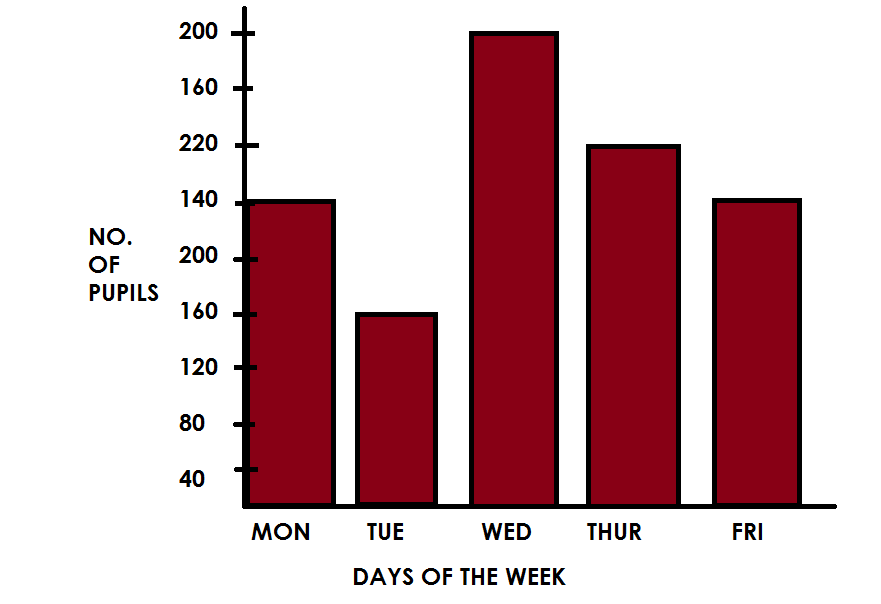 200
160
220
140
NO.
OF
PUPILS
200
160
120
80
40
MON TUE WED THUR FRI
DAYS OF THE WEEK